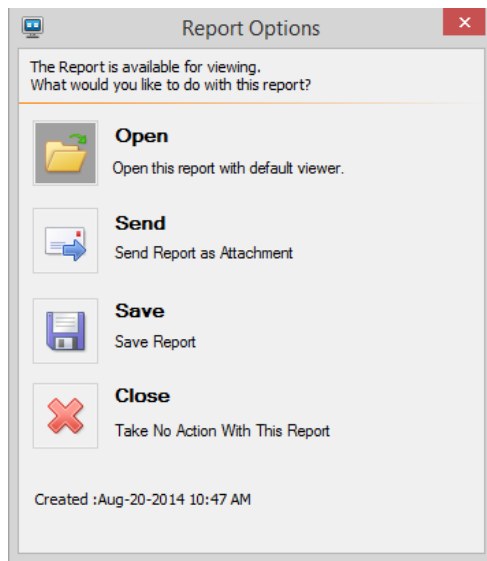 Report Options
The Report is available for viewing.
What would you like to do with this report?
Open
Open this report with default viewer.
Send
Send Report as Attachment
Save
Save Report
Close
Take No Action With This Report
Created :Aug-20-2014 10:47 AM